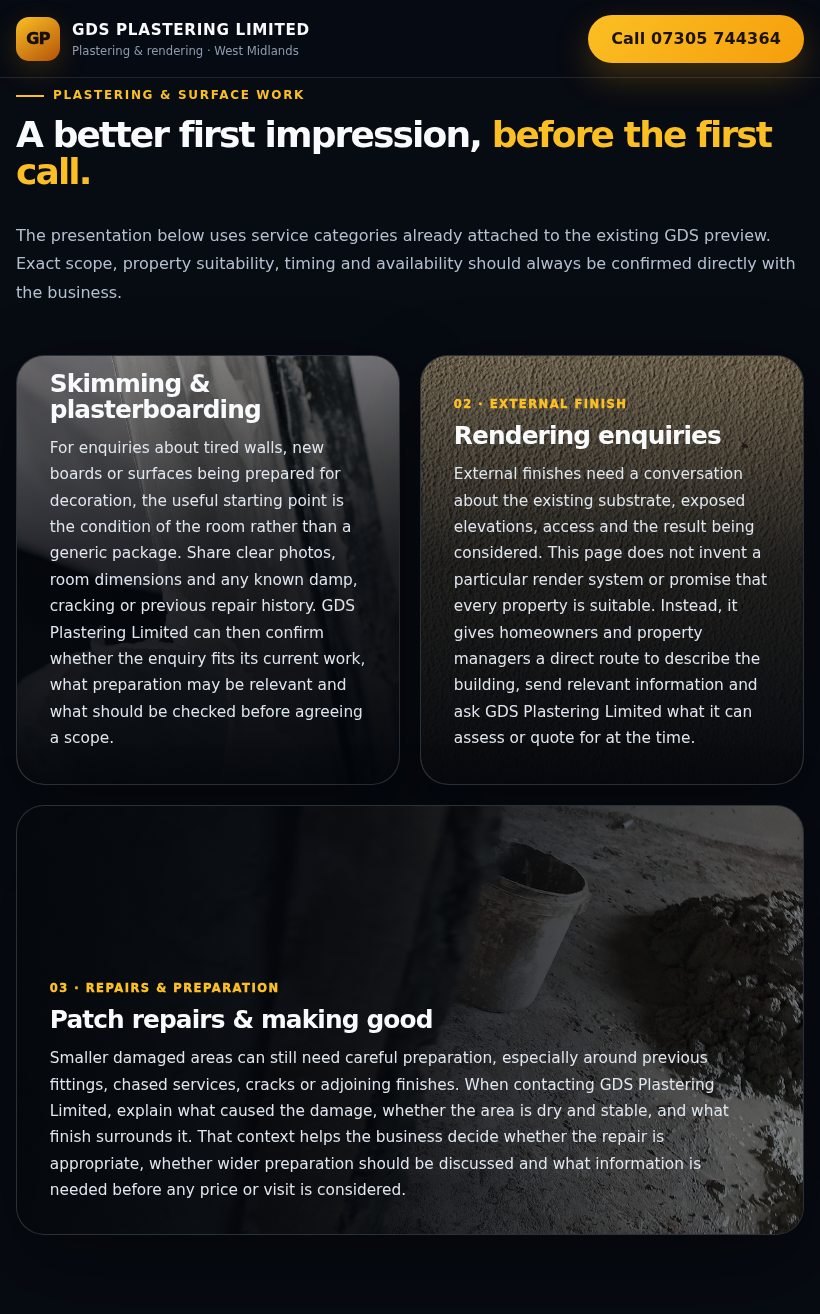 GP
GDS PLASTERING LIMITED
Plastering & rendering · West Midlands
Call 07305 744364
PLASTERING & SURFACE WORK
A better first impression, before the first
call.
The presentation below uses service categories already attached to the existing GDS preview.
Exact scope, property suitability, timing and availability should always be confirmed directly with
the business.
Skimming &
plasterboarding
For enquiries about tired walls, new
boards or surfaces being prepared for
decoration, the useful starting point is
the condition of the room rather than a
generic package. Share clear photos,
room dimensions and any known damp,
cracking or previous repair history. GDS
Plastering Limited can then confirm
whether the enquiry fits its current work,
what preparation may be relevant and
what should be checked before agreeing
a scope.
02 · EXTERNAL FINISH
Rendering enquiries
External finishes need a conversation
about the existing substrate, exposed
elevations, access and the result being
considered. This page does not invent a
particular render system or promise that
every property is suitable. Instead, it
gives homeowners and property
managers a direct route to describe the
building, send relevant information and
ask GDS Plastering Limited what it can
assess or quote for at the time.
03 · REPAIRS & PREPARATION
Patch repairs & making good
Smaller damaged areas can still need careful preparation, especially around previous
fittings, chased services, cracks or adjoining finishes. When contacting GDS Plastering
Limited, explain what caused the damage, whether the area is dry and stable, and what
finish surrounds it. That context helps the business decide whether the repair is
appropriate, whether wider preparation should be discussed and what information is
needed before any price or visit is considered.